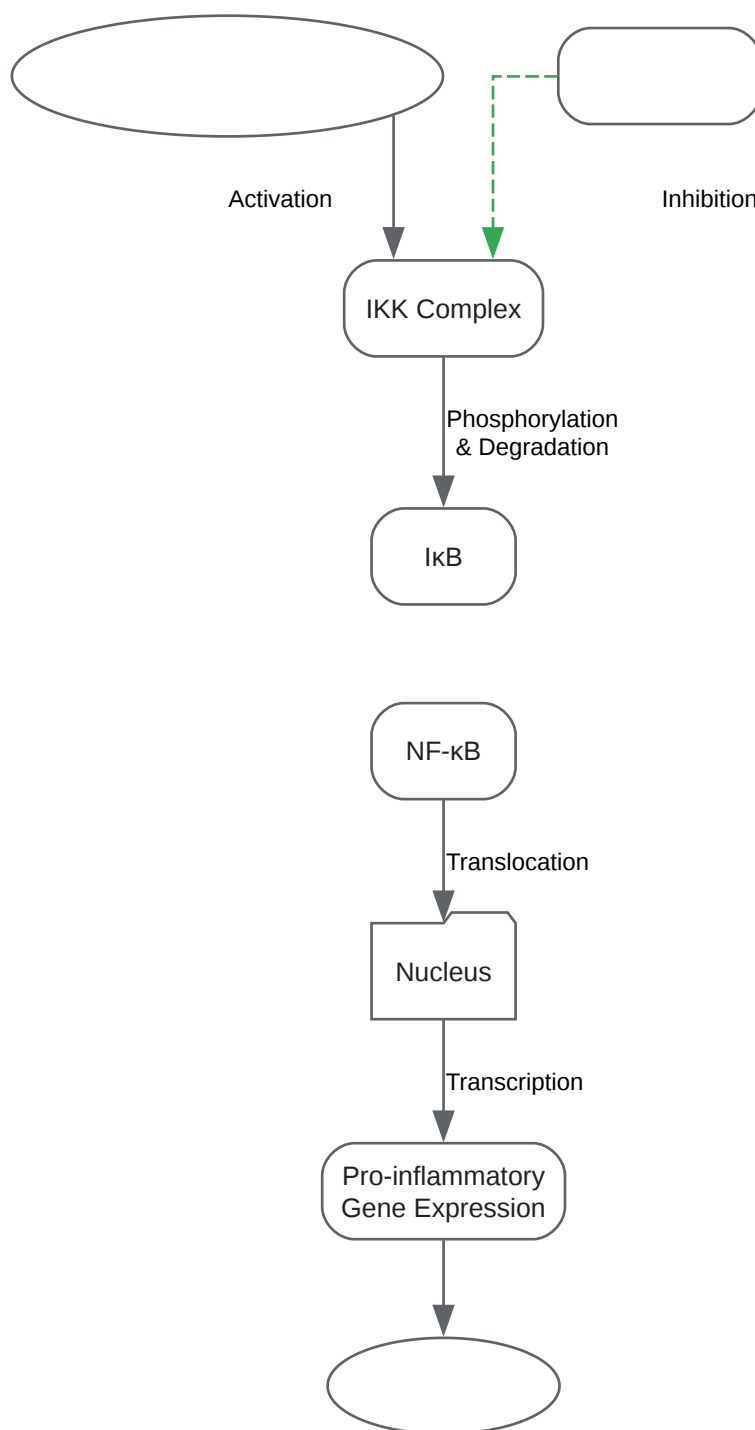 Activation
Inhibition
IKK Complex
Phosphorylation
& Degradation
IκB
NF-κB
Translocation
Nucleus
Transcription
Pro-inflammatory
Gene Expression